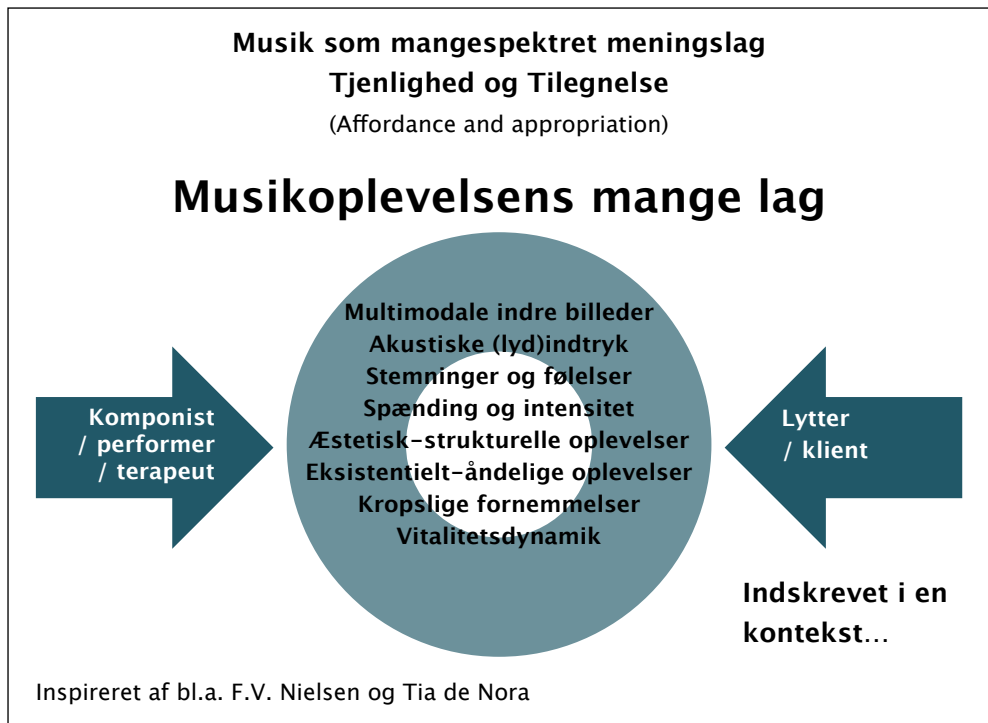 Musik som mangespektret meningslag
Tjenlighed og Tilegnelse
(Affordance and appropriation)
Musikoplevelsens mange lag
Multimodale indre billeder
Akustiske (lyd)indtryk
Stemninger og følelser
Spænding og intensitet
Æstetisk-strukturelle oplevelser
Eksistentielt-åndelige oplevelser
Kropslige fornemmelser
Vitalitetsdynamik
Komponist
/ performer
/ terapeut
Lytter
/ klient
Indskrevet i en
kontekst...
Inspireret af bl.a. F.V. Nielsen og Tia de Nora